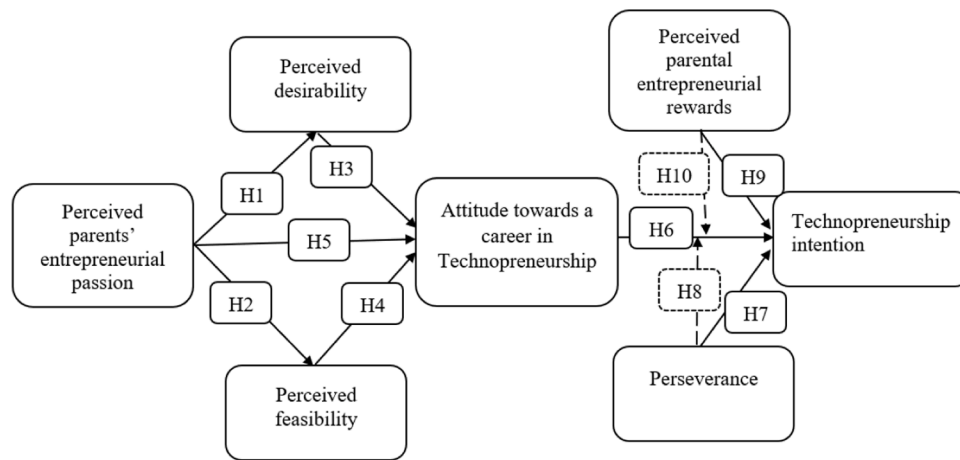 Perceived
desirability
Perceived
parental
entrepreneurial
rewards
H1
H3
H10
H9
Perceived
parents’
entrepreneurial
passion
H5
Attitude towards a
career in
Technopreneurship
H6
Technopreneurship
intention
H2
H4
H8
H7
Perceived
feasibility
Perseverance